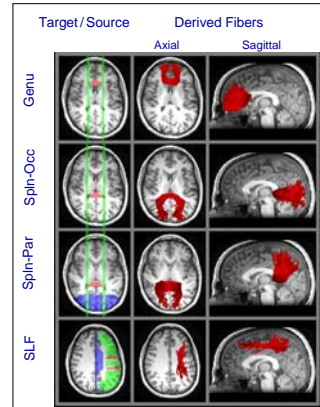 Target/Source Derived Fibers
Axial Sagittal
Genu
Spln-Occ
Spln-Par
SLF